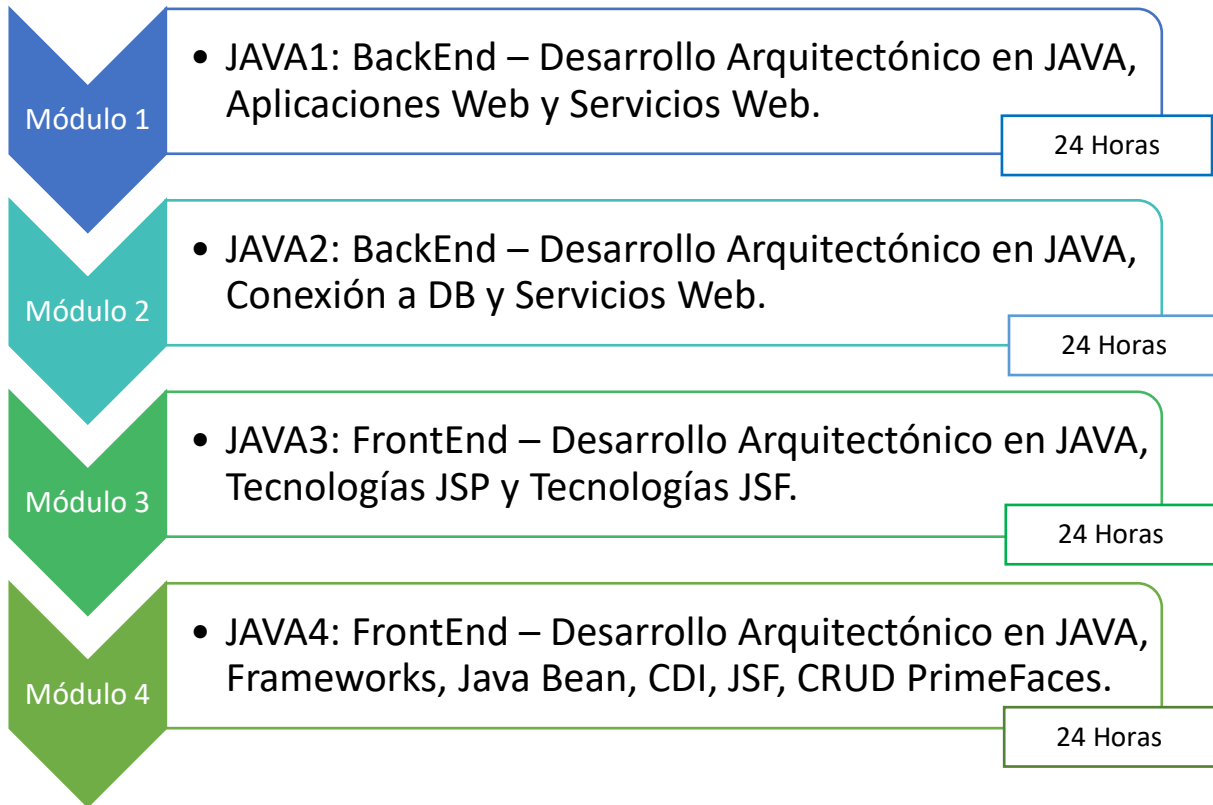 Módulo 1
• JAVA1: BackEnd – Desarrollo Arquitectónico en JAVA,
Aplicaciones Web y Servicios Web.
24 Horas
Módulo 2
• JAVA2: BackEnd – Desarrollo Arquitectónico en JAVA,
Conexión a DB y Servicios Web.
24 Horas
Módulo 3
• JAVA3: FrontEnd – Desarrollo Arquitectónico en JAVA,
Tecnologías JSP y Tecnologías JSF.
24 Horas
Módulo 4
• JAVA4: FrontEnd – Desarrollo Arquitectónico en JAVA,
Frameworks, Java Bean, CDI, JSF, CRUD PrimeFaces.
24 Horas